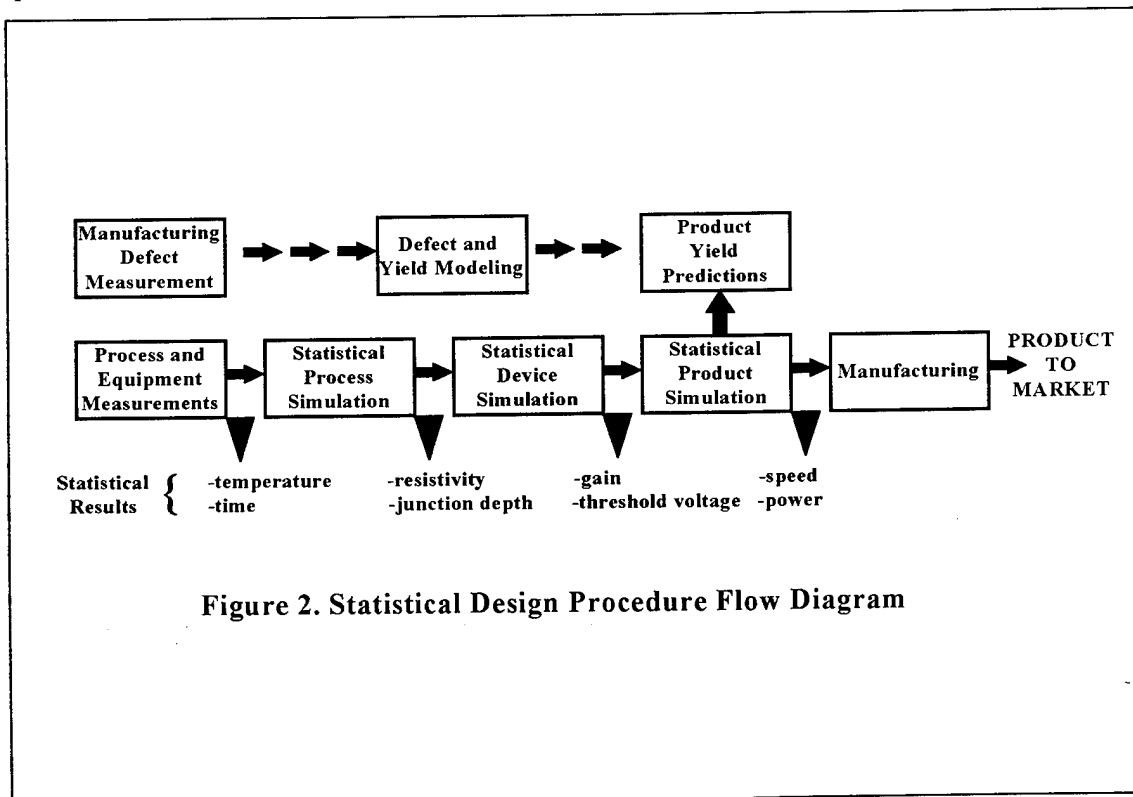 Manufacturing
Defect
Measurement
Defect and
Yield Modeling
Product
Yield
Predictions
Process and
Equipment
Measurements
Statistical
Process
Simulation
Statistical
Device
Simulation
Statistical
Product
Simulation
Manufacturing
PRODUCT
TO
MARKET
Statistical
Results {
-temperature
-time
-resistivity
-junction depth
-gain
-threshold voltage
-speed
-power
Figure 2. Statistical Design Procedure Flow Diagram